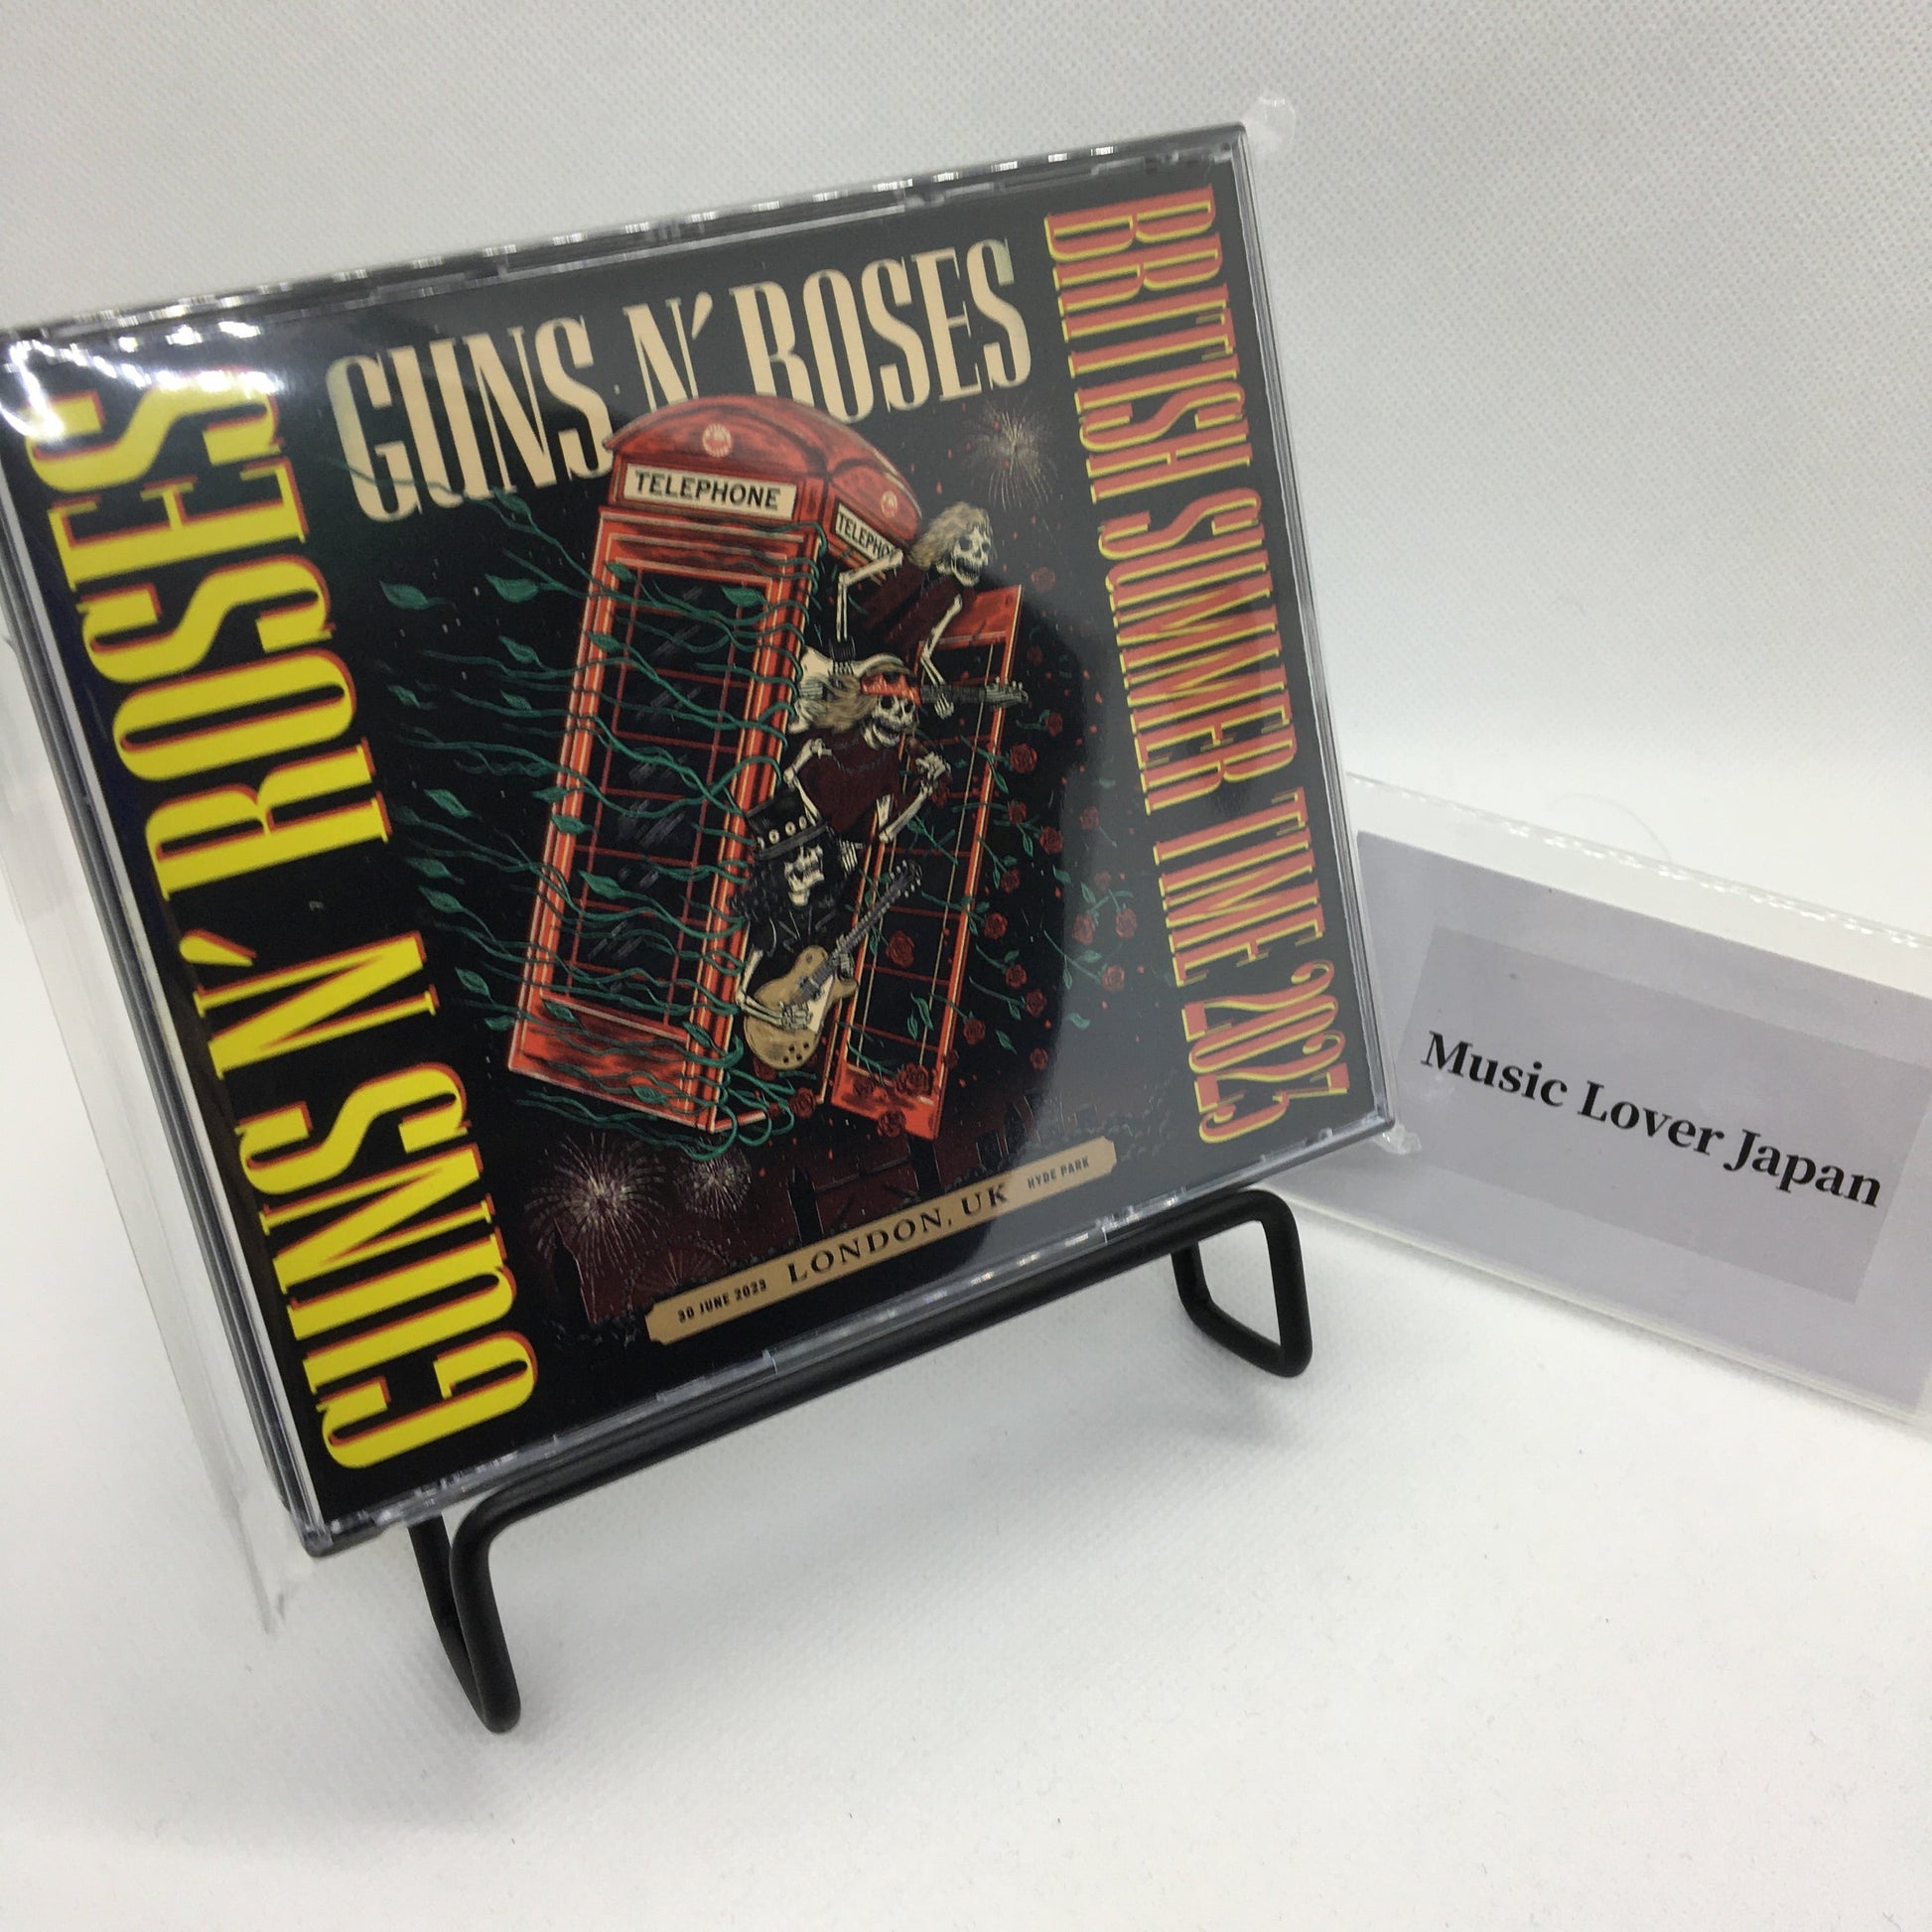 GUNS N' ROSES
GUNS N' ROSES
BRITISH SUMMER TIME 2023
TELEPHONE
TELEPHO
30 JUNE 2023 LONDON, UK HYDE PARK
Music Lover Japan